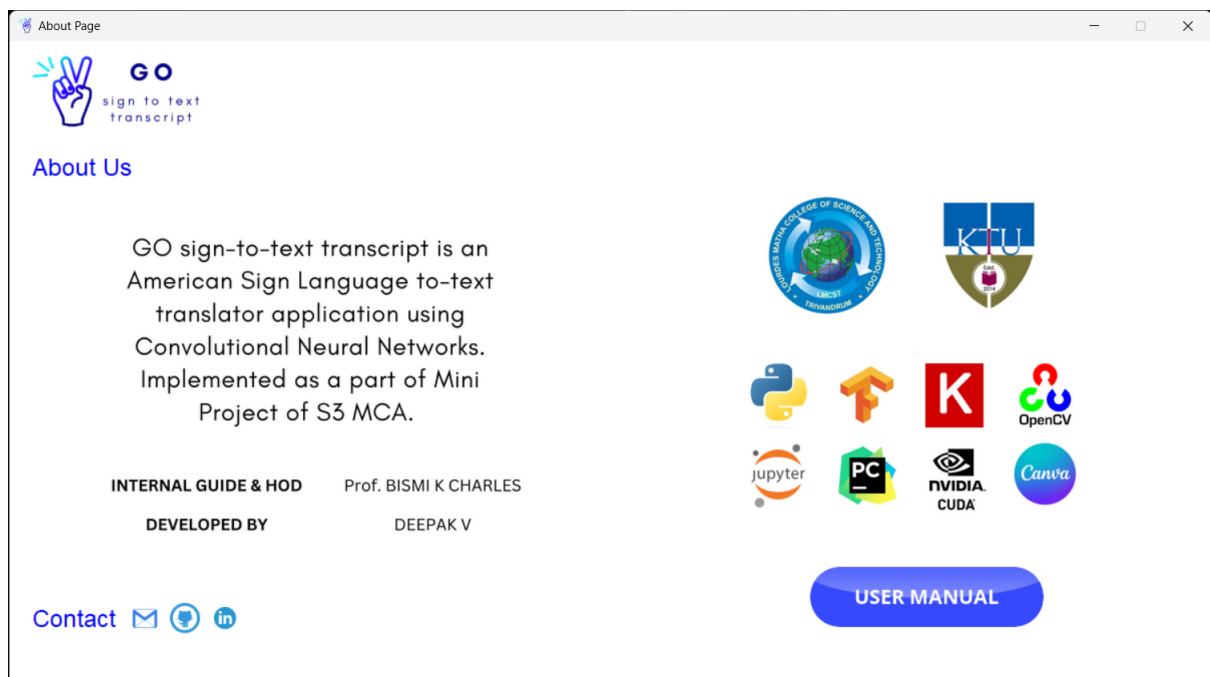 About Page
GO
sign to text
transcript
About Us
GO sign-to-text transcript is an
American Sign Language to-text
translator application using
Convolutional Neural Networks.
Implemented as a part of Mini
Project of S3 MCA.
INTERNAL GUIDE & HOD Prof. BISMI K CHARLES
DEVELOPED BY DEEPAK V
Contact
in
LOURDES MATHA COLLEGE OF SCIENCE AND TECHNOLOGY
LMCST
TRIVANDRUM
KTU
Estd.
2014
K
OpenCV
jupyter
PC
NVIDIA.
CUDA
Canva
USER MANUAL